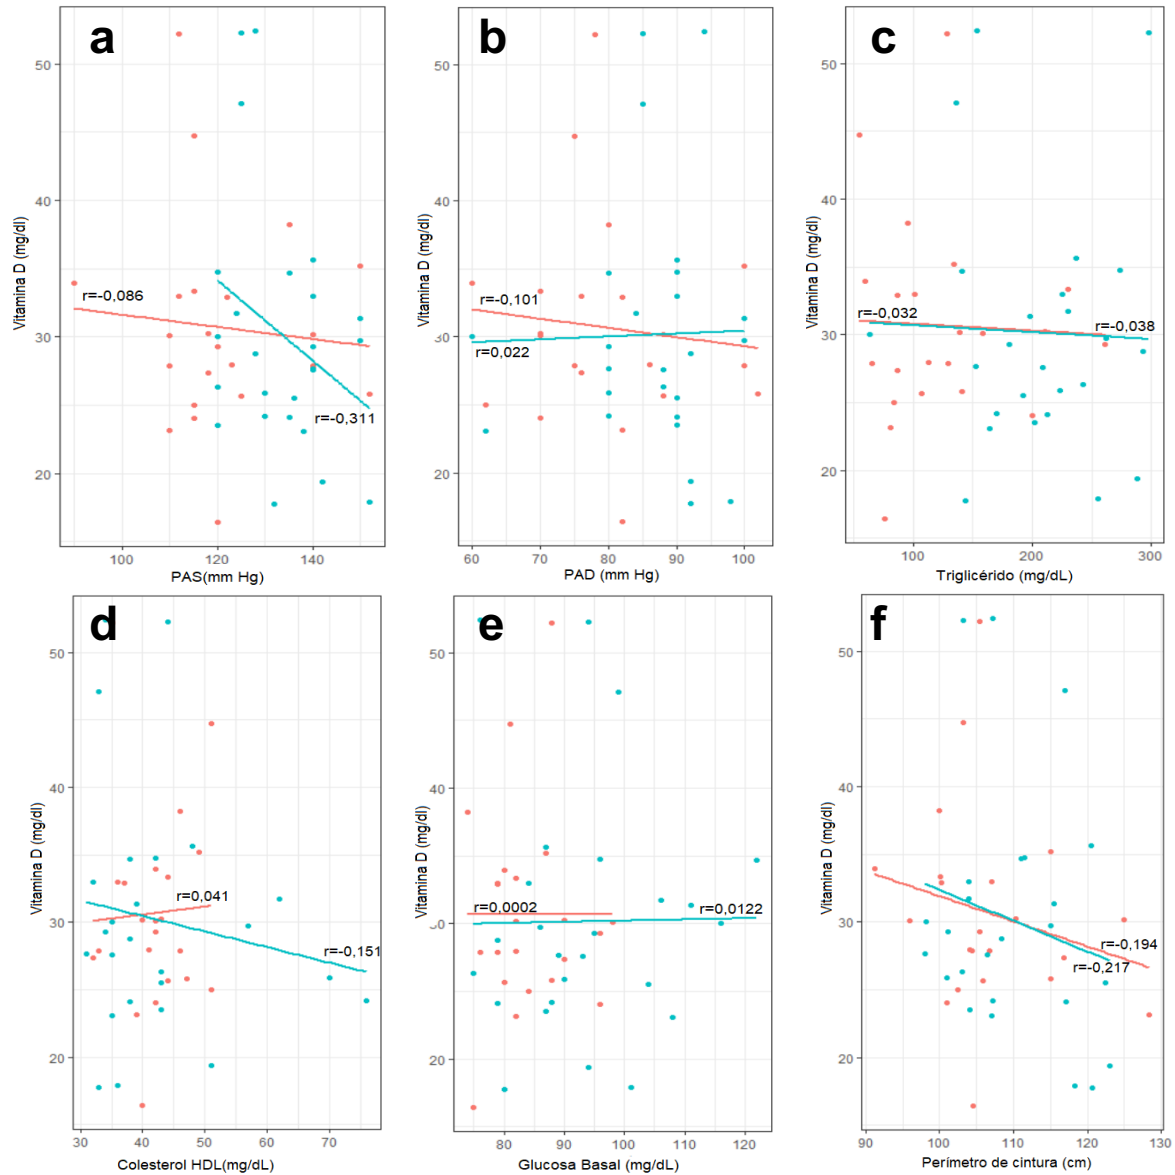 a
b
c
Vitamina D (mg/dl)
50
40
30
20
r=-0,086
r=-0,311
100
120
140
PAS(mm Hg)
Vitamina D (mg/dl)
50
40
30
20
r=-0,101
r=0,022
60
70
80
90
100
PAD (mm Hg)
Vitamina D (mg/dl)
50
40
30
20
r=-0,032
r=-0,038
100
200
300
Triglicérido (mg/dL)
d
e
f
Vitamina D (mg/dl)
50
40
30
20
r=0,041
r=-0,151
30
40
50
60
70
Colesterol HDL(mg/dL)
Vitamina D (mg/dl)
50
40
30
20
r=0,0002
r=0,0122
80
90
100
110
120
Glucosa Basal (mg/dL)
Vitamina D (mg/dl)
50
40
30
20
r=-0,194
r=-0,217
90
100
110
120
130
Perímetro de cintura (cm)